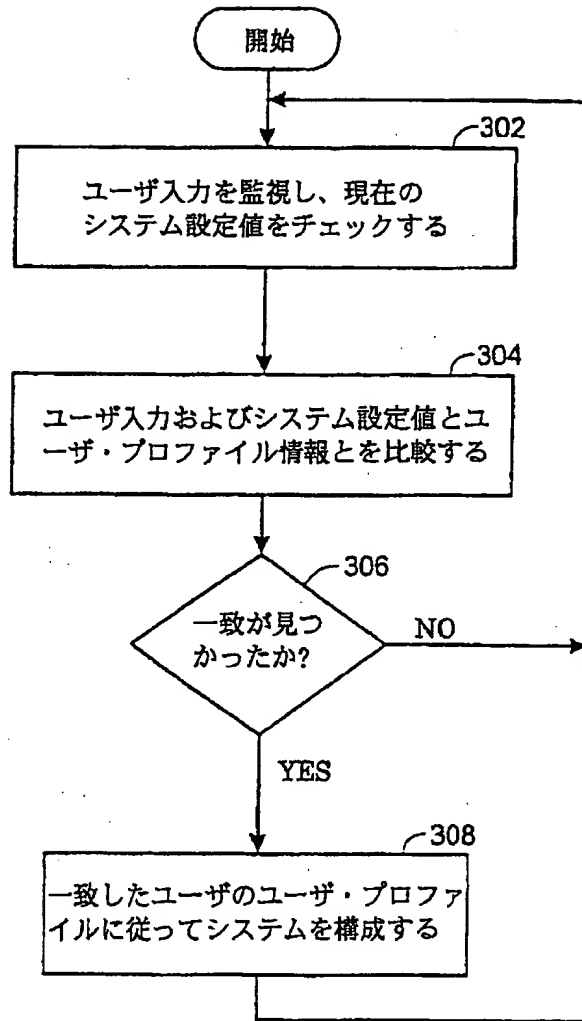 開始
302
ユーザ入力を監視し、現在の
システム設定値をチェックする
304
ユーザ入力およびシステム設定値とユ
ーザ・プロファイル情報とを比較する
306
一致が見つ
かったか?
NO
YES
308
一致したユーザのユーザ・プロファ
イルに従ってシステムを構成する